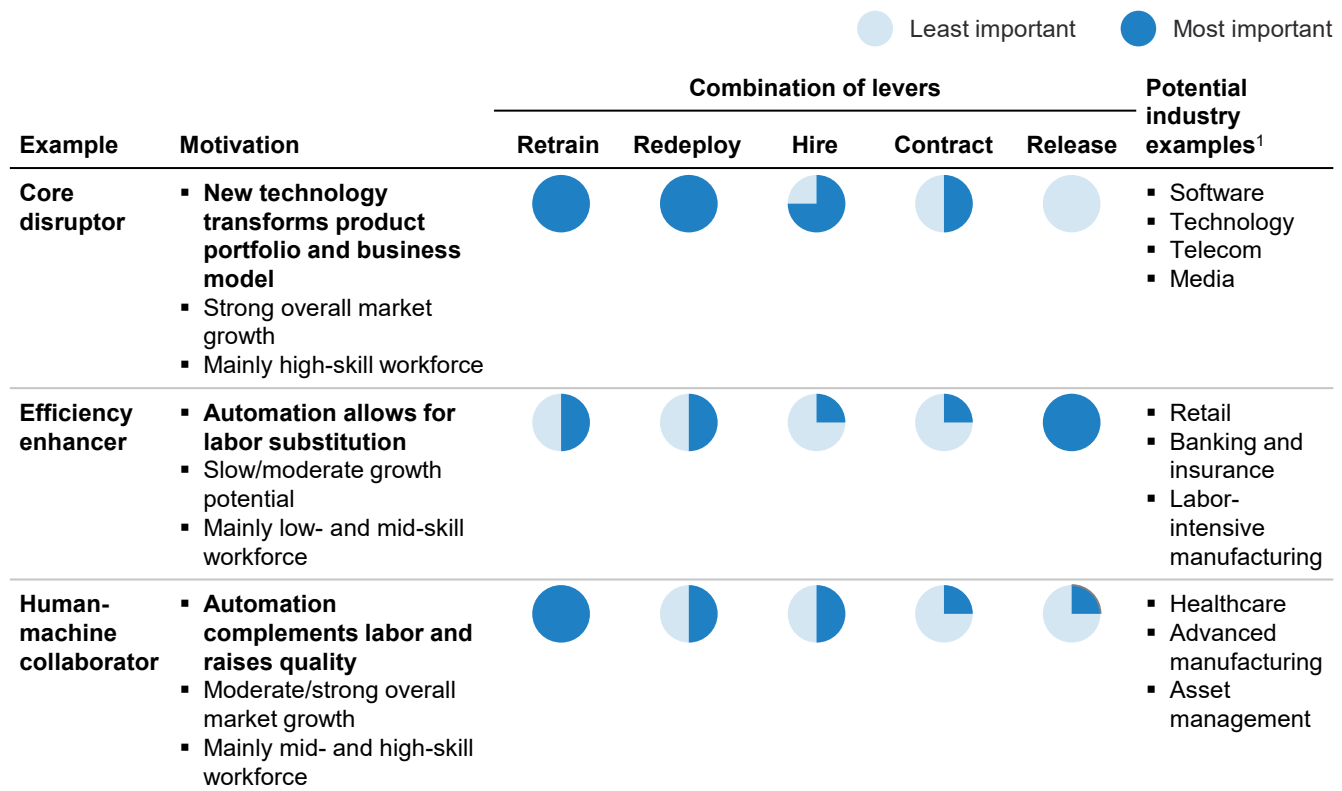 Least important
Most important
Combination of levers
Potential
industry
examples¹
Example
Motivation
Retrain
Redeploy
Hire
Contract
Release
Core
disruptor
▪ New technology
transforms product
portfolio and business
model
▪ Strong overall market
growth
▪ Mainly high-skill workforce
▪ Software
▪ Technology
▪ Telecom
▪ Media
Efficiency
enhancer
▪ Automation allows for
labor substitution
▪ Slow/moderate growth
potential
▪ Mainly low- and mid-skill
workforce
▪ Retail
▪ Banking and
insurance
▪ Labor-
intensive
manufacturing
Human-
machine
collaborator
▪ Automation
complements labor and
raises quality
▪ Moderate/strong overall
market growth
▪ Mainly mid- and high-skill
workforce
▪ Healthcare
▪ Advanced
manufacturing
▪ Asset
management